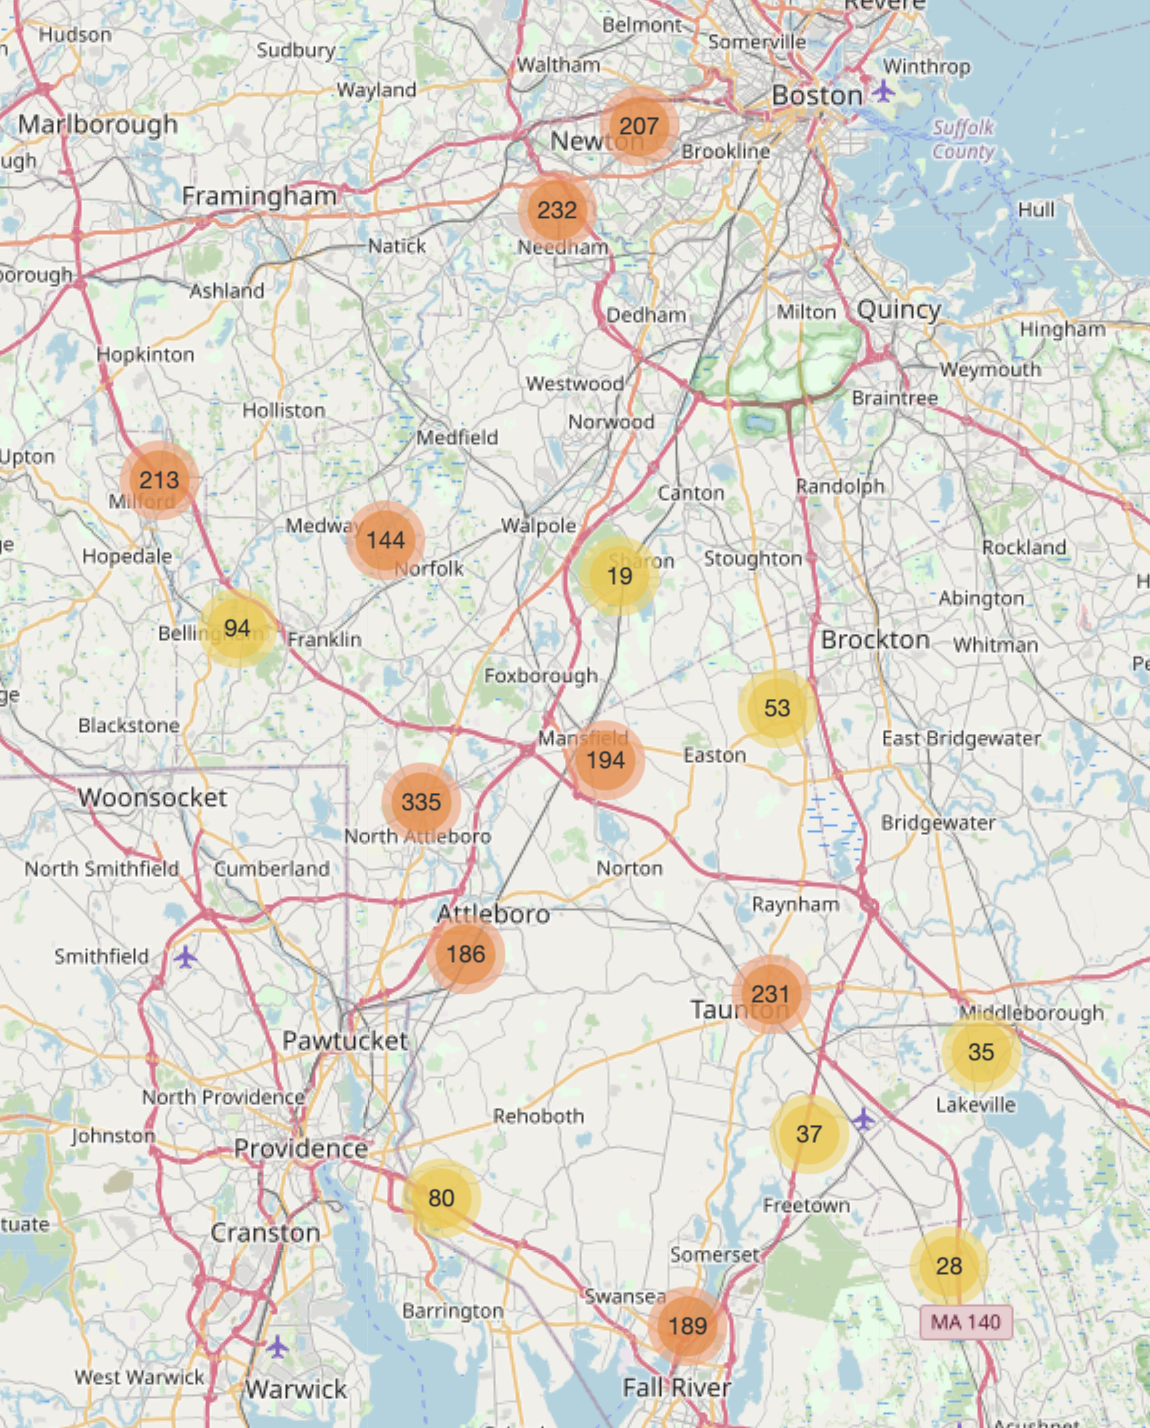 Revere
Hudson
Belmont
Sudbury
Somerville
Waltham
Winthrop
Wayland
Boston
Marlborough
207
Suffolk
County
Newton
Brookline
ugh
Framingham
232
Hull
Natick
Needham
borough
Ashland
Dedham
Milton
Quincy
Hingham
Hopkinton
Weymouth
Westwood
Braintree
Holliston
Norwood
Medfield
Upton
213
Milford
Canton
Randolph
Medway
144
Walpole
ge
Hopedale
Norfolk
19
Sharon
Stoughton
Rockland
H
Abington
94
Bellingham
Franklin
Brockton
Whitman
Pe
Foxborough
ge
53
Blackstone
Mansfield
194
Easton
East Bridgewater
Woonsocket
335
North Attleboro
Bridgewater
North Smithfield
Cumberland
Norton
Raynham
Attleboro
186
Smithfield
231
Taunton
Middleborough
Pawtucket
35
North Providence
Rehoboth
Lakeville
Johnston
37
Providence
80
Freetown
tuate
Cranston
Somerset
28
Swansea
Barrington
189
MA 140
West Warwick
Warwick
Fall River
Acushnet